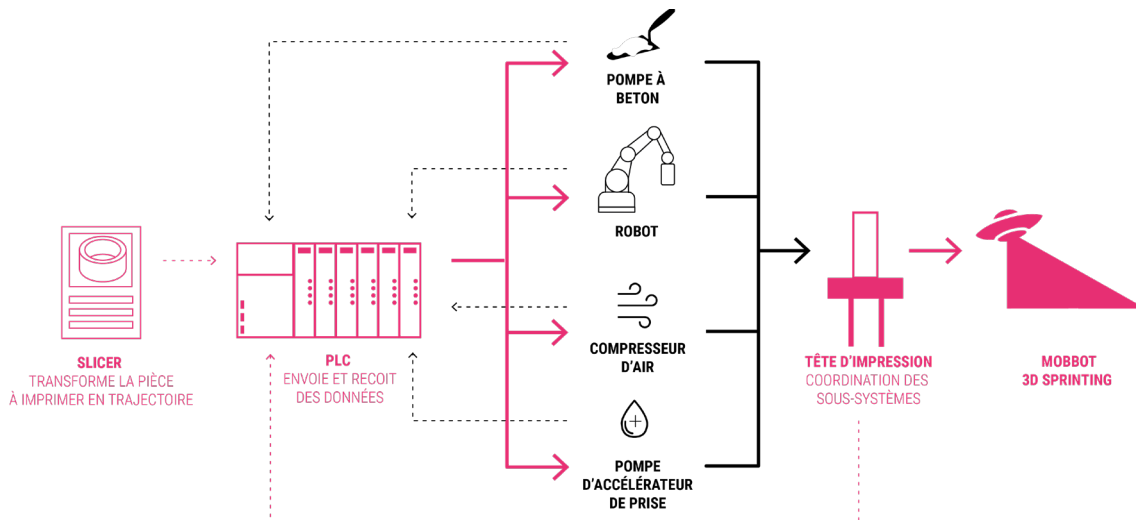 POMPE À
BETON
ROBOT
COMPRESSEUR
D'AIR
POMPE
D'ACCÉLÉRATEUR
DE PRISE
SLICER
TRANSFORME LA PIÈCE
À IMPRIMER EN TRAJECTOIRE
PLC
ENVOIE ET RECOIT
DES DONNÉES
TÊTE D'IMPRESSION
COORDINATION DES
SOUS-SYSTÈMES
MOBBOT
3D SPRINTING